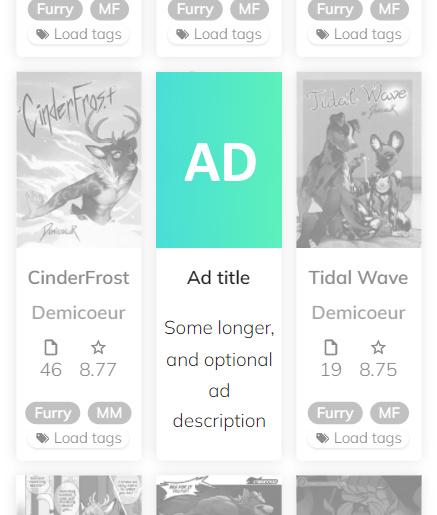 Furry MF
Furry MF
Furry MF
Load tags
Load tags
Load tags
CinderFrost
Demicoeur
AD
Tidal Wave
CinderFrost
Ad title
Tidal Wave
Demicoeur
Some longer,
and optional
ad
description
Demicoeur
46 8.77
19 8.75
Furry MM
Furry MF
Load tags
Load tags